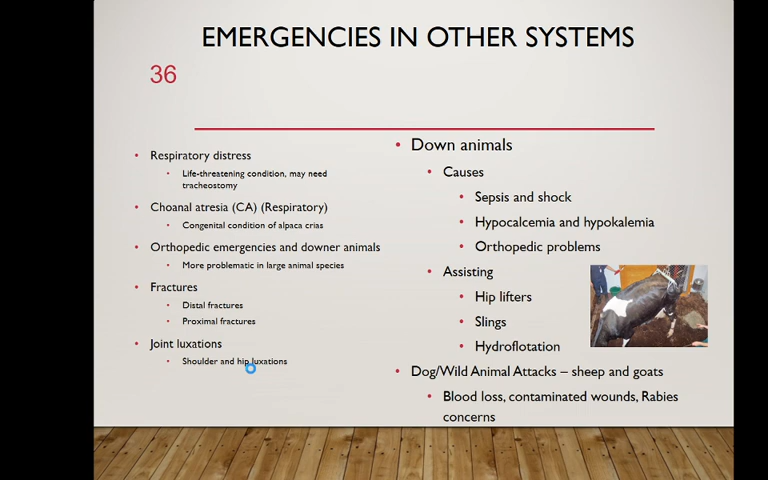 EMERGENCIES IN OTHER SYSTEMS
36
• Respiratory distress
• Life-threatening condition, may need
tracheostomy
• Choanal atresia (CA) (Respiratory)
• Congenital condition of alpaca crias
• Orthopedic emergencies and downer animals
• More problematic in large animal species
• Fractures
• Distal fractures
• Proximal fractures
• Joint luxations
• Shoulder and hip luxations
• Down animals
• Causes
• Sepsis and shock
• Hypocalcemia and hypokalemia
• Orthopedic problems
• Assisting
• Hip lifters
• Slings
• Hydroflotation
• Dog/Wild Animal Attacks – sheep and goats
• Blood loss, contaminated wounds, Rabies
concerns